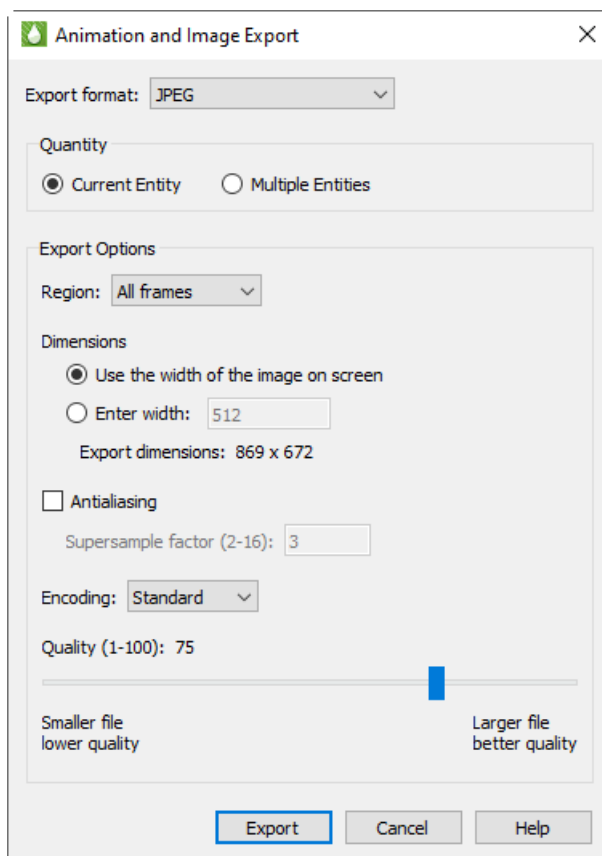 Animation and Image Export
Export format: JPEG
Quantity
Current Entity Multiple Entities
Export Options
Region: All frames
Dimensions
Use the width of the image on screen
Enter width: 512
Export dimensions: 869 x 672
Antialiasing
Supersample factor (2-16): 3
Encoding: Standard
Quality (1-100): 75
Smaller file Larger file
lower quality better quality
Export Cancel Help